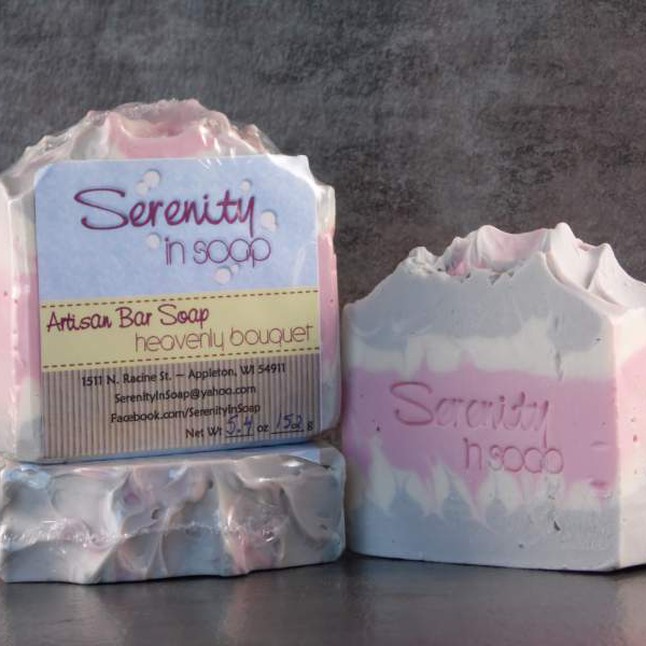 Serenity
in soap
Artisan Bar Soap
heavenly bouquet
1511 N. Racine St. — Appleton, WI 54911
SerenityInSoap@yahoo.com
Facebook.com/SerenityInSoap
Net Wt 5.4 oz 152 g
Serenity
in soap